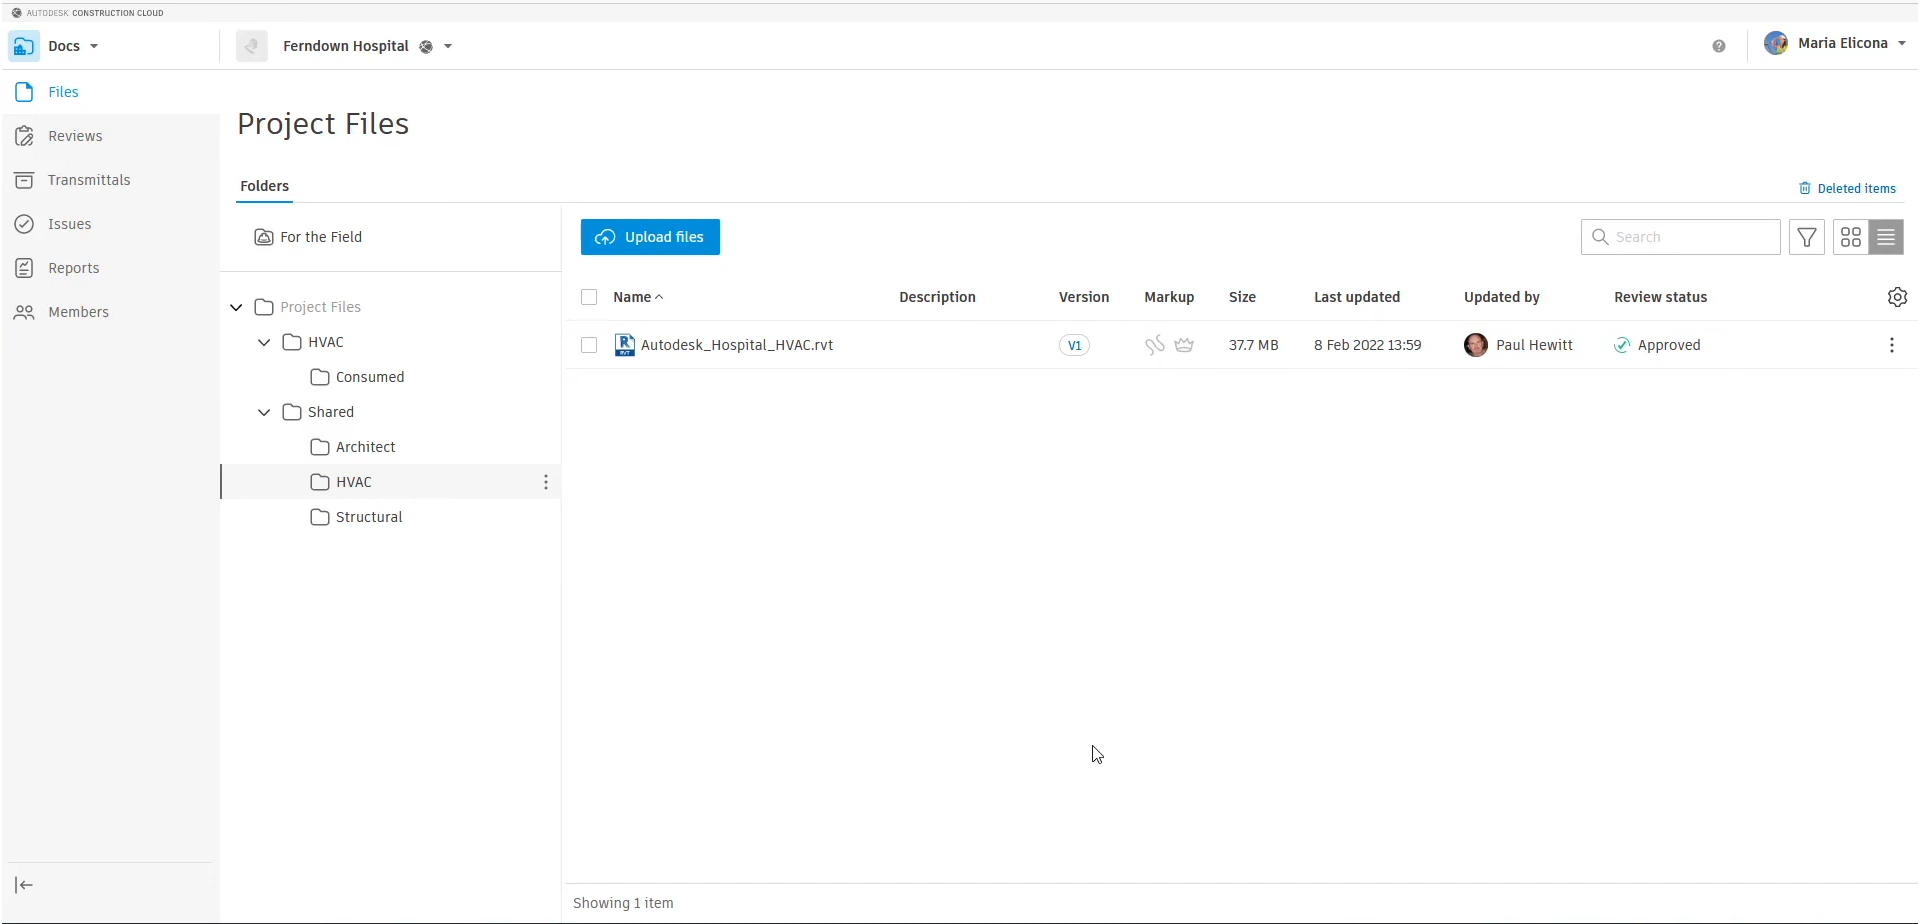 AUTODESK CONSTRUCTION CLOUD
Docs
Ferndown Hospital
Maria Elicona
Files
Reviews
Transmittals
Issues
Reports
Members
Project Files
Folders
Deleted items
For the Field
Project Files
HVAC
Consumed
Shared
Architect
HVAC
Structural
Upload files
Search
Name Description Version Markup Size Last updated Updated by Review status
R RVT Autodesk_Hospital_HVAC.rvt V1 37.7 MB 8 Feb 2022 13:59 Paul Hewitt Approved
Showing 1 item